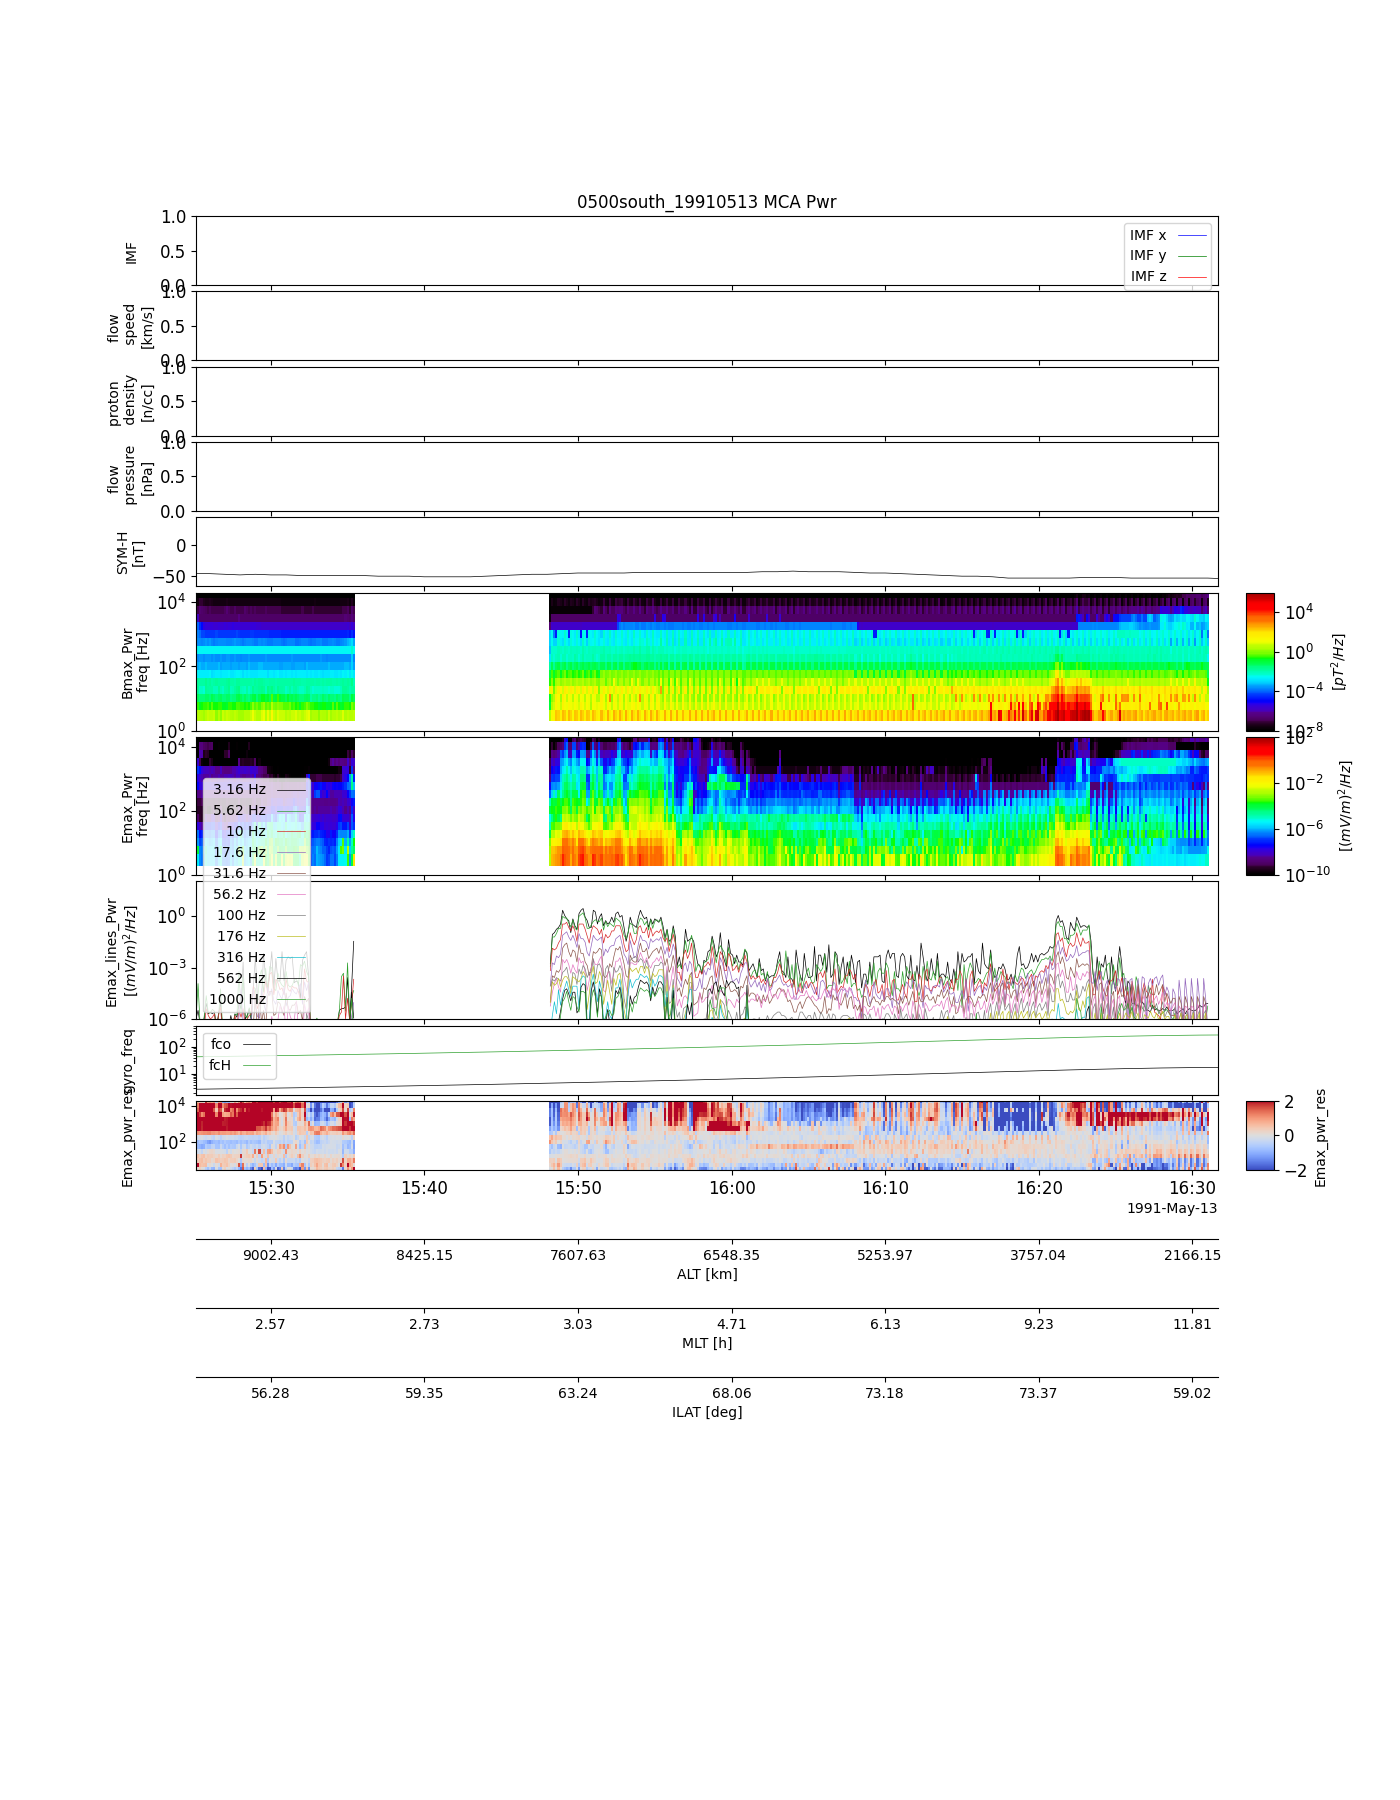 0500south_19910513 MCA Pwr
IMF
1.0
0.5
0.0
IMF x
IMF y
IMF z
flow
speed
[km/s]
1.0
0.5
0.0
proton
density
[n/cc]
1.0
0.5
0.0
flow
pressure
[nPa]
1.0
0.5
0.0
SYM-H
[nT]
0
−50
Bmax_Pwr
freq [Hz]
10^4
10^2
10^0
10^4
10^0
10^-4
10^-8
[pT^2/Hz]
Emax_Pwr
freq [Hz]
10^4
10^2
10^0
10^2
10^-2
10^-6
10^-10
[(mV/m)^2/Hz]
3.16 Hz
5.62 Hz
10 Hz
17.6 Hz
31.6 Hz
56.2 Hz
100 Hz
176 Hz
316 Hz
562 Hz
1000 Hz
Emax_lines_Pwr
[(mV/m)^2/Hz]
10^0
10^-3
10^-6
gyro_freq
10^2
10^1
fco
fcH
Emax_pwr_res
10^4
10^2
2
0
−2
Emax_pwr_res
15:30 15:40 15:50 16:00 16:10 16:20 16:30
1991-May-13
9002.43 8425.15 7607.63 6548.35 5253.97 3757.04 2166.15
ALT [km]
2.57 2.73 3.03 4.71 6.13 9.23 11.81
MLT [h]
56.28 59.35 63.24 68.06 73.18 73.37 59.02
ILAT [deg]